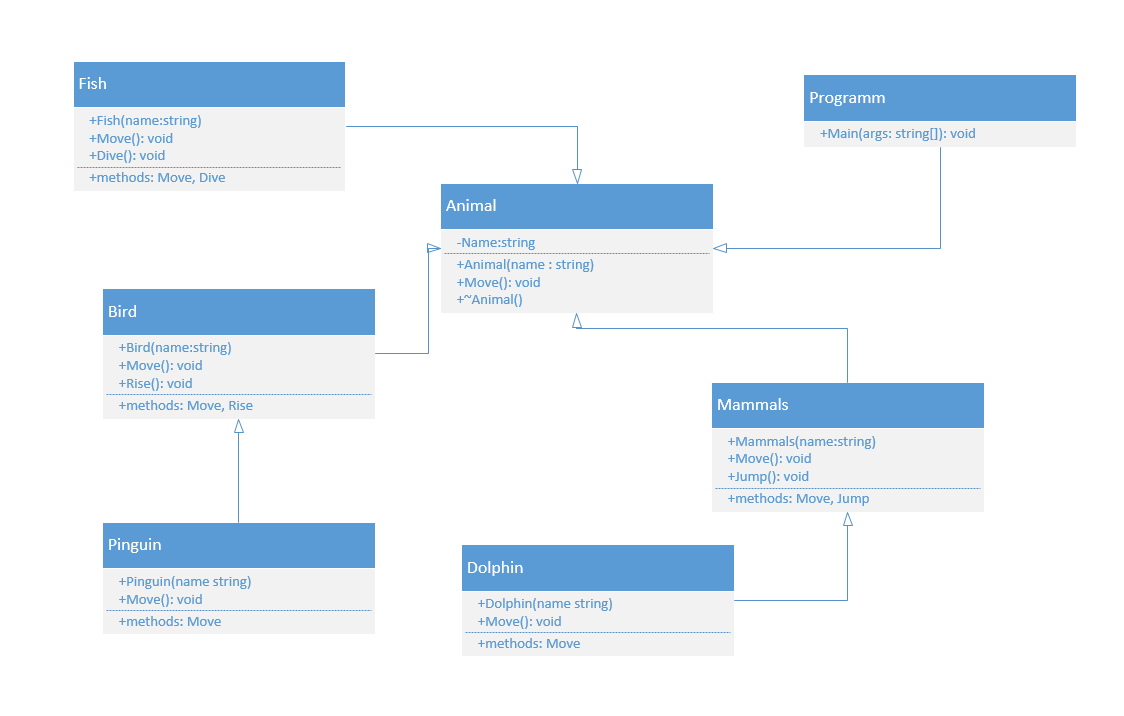 Fish
+Fish(name:string)
+Move(): void
+Dive(): void
+methods: Move, Dive
Programm
+Main(args: string[]): void
Animal
-Name:string
+Animal(name : string)
+Move(): void
+~Animal()
Bird
+Bird(name:string)
+Move(): void
+Rise(): void
+methods: Move, Rise
Mammals
+Mammals(name:string)
+Move(): void
+Jump(): void
+methods: Move, Jump
Pinguin
+Pinguin(name string)
+Move(): void
+methods: Move
Dolphin
+Dolphin(name string)
+Move(): void
+methods: Move